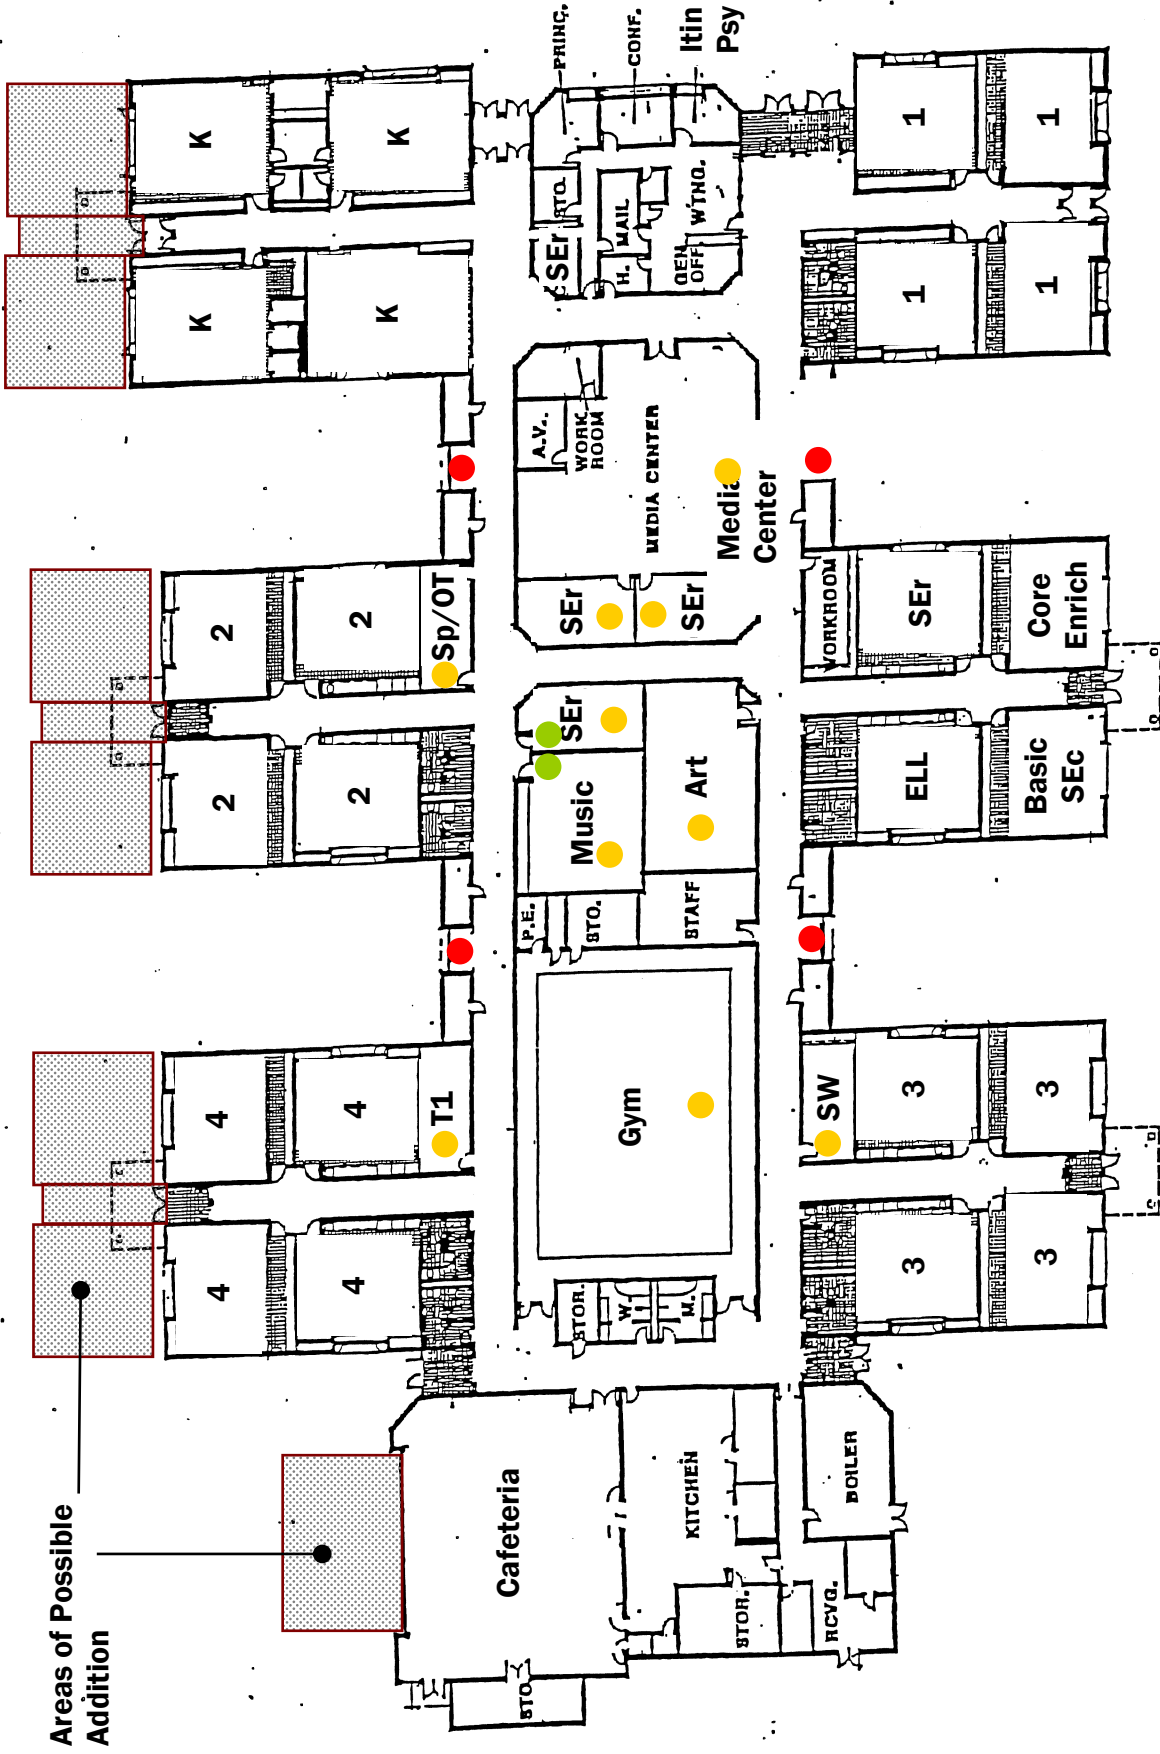 Areas of Possible
Addition
4
4
2
2
K
K
4
4
2
2
K
K
T1
Sp/OT
Cafeteria
STO
P.E.
A.V.
SEr
STO.
PRINC.
STOR.
Music
STO.
SEr
SEr
WORK
ROOM
H.
MAIL
CONF.
W.
M.
Gym
STAFF
Art
SEr
MEDIA CENTER
Media
Center
GEN
OFF.
WTNG.
Itin
Psy
KITCHEN
STOR.
RCVG.
BOILER
SW
WORKROOM
3
3
ELL
SEr
1
1
3
3
Basic
SEc
Core
Enrich
1
1